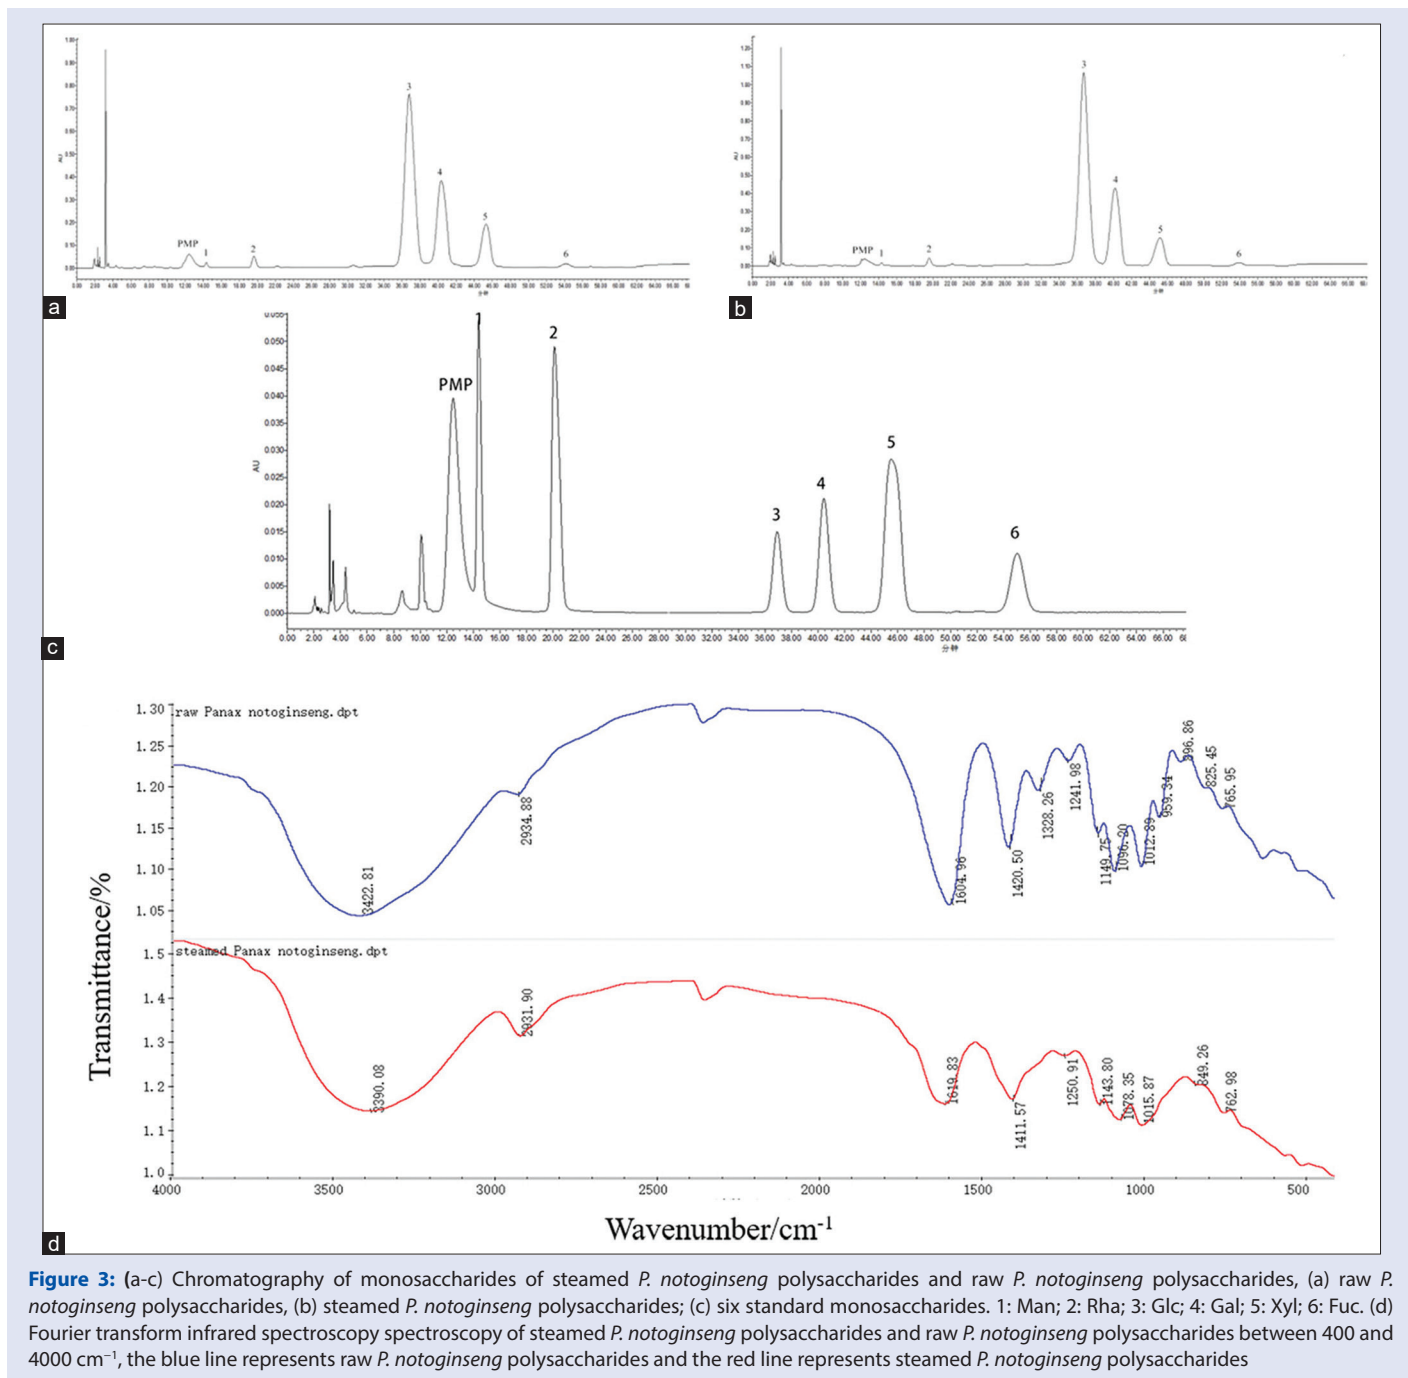 AU
PMP
1
2
3
4
5
6
分钟
a
AU
PMP
1
2
3
4
5
6
分钟
b
0.050
0.045
0.040
0.035
0.030
0.025
0.020
0.015
0.010
0.005
0.000
AU
PMP
1
2
3
4
5
6
0.00 2.00 4.00 6.00 8.00 10.00 12.00 14.00 16.00 18.00 20.00 22.00 24.00 26.00 28.00 30.00 32.00 34.00 36.00 38.00 40.00 42.00 44.00 46.00 48.00 50.00 52.00 54.00 56.00 58.00 60.00 62.00 64.00 66.00
分钟
c
Transmittance/%
1.30
1.25
1.20
1.15
1.10
1.05
raw Panax notoginseng.dpt
3422.81
2934.88
1604.96
1420.50
1328.26
1241.98
1149.75
1096.20
1012.89
959.34
896.86
825.45
765.95
1.5
1.4
1.3
1.2
1.1
1.0
steamed Panax notoginseng.dpt
3390.08
2931.90
1619.83
1411.57
1250.91
1143.80
1078.35
1015.87
849.26
762.98
4000 3500 3000 2500 2000 1500 1000 500
Wavenumber/cm⁻¹
d
Figure 3: (a-c) Chromatography of monosaccharides of steamed P. notoginseng polysaccharides and raw P. notoginseng polysaccharides, (a) raw P.
notoginseng polysaccharides, (b) steamed P. notoginseng polysaccharides; (c) six standard monosaccharides. 1: Man; 2: Rha; 3: Glc; 4: Gal; 5: Xyl; 6: Fuc. (d)
Fourier transform infrared spectroscopy spectroscopy of steamed P. notoginseng polysaccharides and raw P. notoginseng polysaccharides between 400 and
4000 cm⁻¹, the blue line represents raw P. notoginseng polysaccharides and the red line represents steamed P. notoginseng polysaccharides